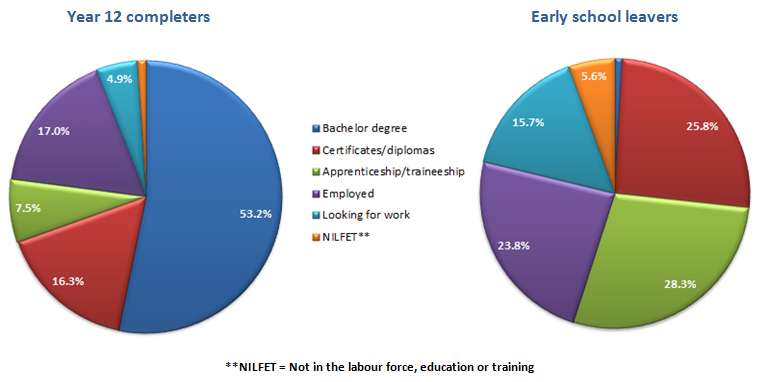 Year 12 completers
Early school leavers
4.9%
17.0%
7.5%
16.3%
53.2%
Bachelor degree
Certificates/diplomas
Apprenticeship/traineeship
Employed
Looking for work
NILFET**
5.6%
15.7%
25.8%
23.8%
28.3%
**NILFET = Not in the labour force, education or training